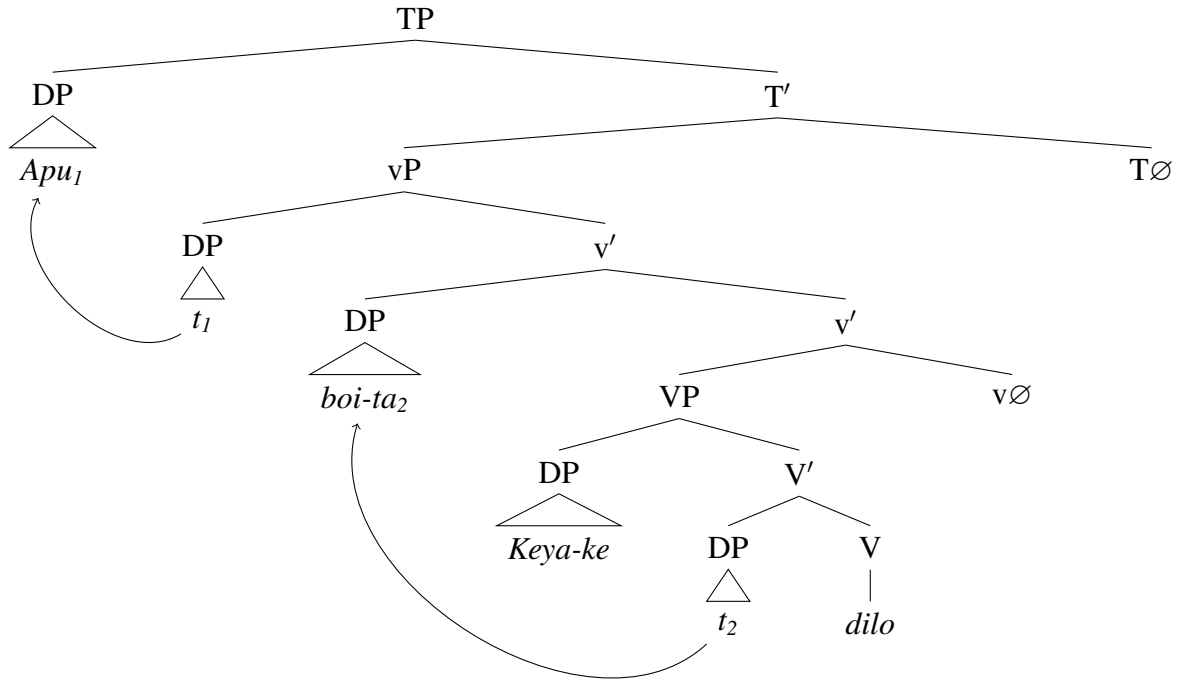 TP
DP T′
Apu₁ vP T∅
DP v′
t₁ DP v′
boi-ta₂ VP v∅
DP V′
Keya-ke DP V
t₂ dilo